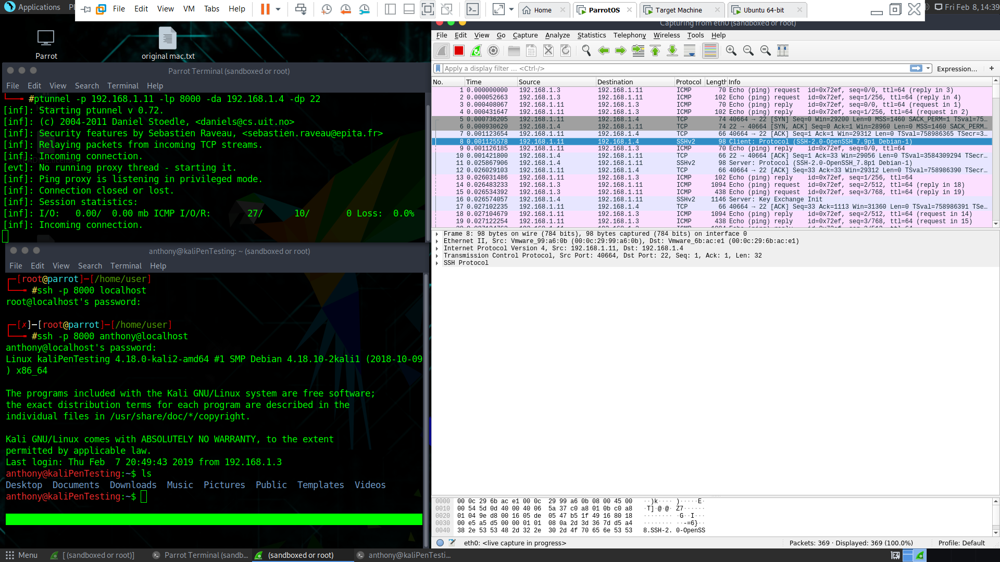 Applications
File Edit View VM Tabs Help
Home
ParrotOS
Target Machine
Ubuntu 64-bit
Fri Feb 8, 14:39
Parrot
original mac.txt
Parrot Terminal (sandboxed or root)
File Edit View Search Terminal Help
#ptunnel -p 192.168.1.11 -lp 8000 -da 192.168.1.4 -dp 22
[inf]: Starting ptunnel v 0.72.
[inf]: (c) 2004-2011 Daniel Stoedle, <daniels@cs.uit.no>
[inf]: Security features by Sebastien Raveau, <sebastien.raveau@epita.fr>
[inf]: Relaying packets from incoming TCP streams.
[inf]: Incoming connection.
[evt]: No running proxy thread - starting it.
[inf]: Ping proxy is listening in privileged mode.
[inf]: Connection closed or lost.
[inf]: Session statistics:
[inf]: I/O:   0.00/  0.00 mb ICMP I/O/R:       27/      10/       0 Loss:  0.0%
[inf]: Incoming connection.
anthony@kaliPenTesting: ~ (sandboxed or root)
File Edit View Search Terminal Help
[root@parrot]─[/home/user]
#ssh -p 8000 localhost
root@localhost's password:
[✗]─[root@parrot]─[/home/user]
#ssh -p 8000 anthony@localhost
anthony@localhost's password:
Linux kaliPenTesting 4.18.0-kali2-amd64 #1 SMP Debian 4.18.10-2kali1 (2018-10-09
) x86_64
The programs included with the Kali GNU/Linux system are free software;
the exact distribution terms for each program are described in the
individual files in /usr/share/doc/*/copyright.
Kali GNU/Linux comes with ABSOLUTELY NO WARRANTY, to the extent
permitted by applicable law.
Last login: Thu Feb  7 20:49:43 2019 from 192.168.1.3
anthony@kaliPenTesting:~$ ls
Desktop  Documents  Downloads  Music  Pictures  Public  Templates  Videos
anthony@kaliPenTesting:~$
Capturing from eth0 (sandboxed or root)
File Edit View Go Capture Analyze Statistics Telephony Wireless Tools Help
Apply a display filter ... <Ctrl-/>
Expression... +
No. Time Source Destination Protocol Length Info
1 0.000000000 192.168.1.3 192.168.1.11 ICMP 70 Echo (ping) request id=0x72ef, seq=0/0, ttl=64 (reply in 3)
2 0.000052663 192.168.1.3 192.168.1.11 ICMP 102 Echo (ping) request id=0x72ef, seq=1/256, ttl=64 (reply in 4)
3 0.000408067 192.168.1.11 192.168.1.3 ICMP 70 Echo (ping) reply id=0x72ef, seq=0/0, ttl=64 (request in 1)
4 0.000431647 192.168.1.11 192.168.1.3 ICMP 102 Echo (ping) reply id=0x72ef, seq=1/256, ttl=64 (request in 2)
5 0.000736205 192.168.1.11 192.168.1.4 TCP 74 40664 → 22 [SYN] Seq=0 Win=29200 Len=0 MSS=1460 SACK_PERM=1 TSval=75...
6 0.000930620 192.168.1.4 192.168.1.11 TCP 74 22 → 40664 [SYN, ACK] Seq=0 Ack=1 Win=28960 Len=0 MSS=1460 SACK_PERM...
7 0.001123654 192.168.1.11 192.168.1.4 TCP 66 40664 → 22 [ACK] Seq=1 Ack=1 Win=29312 Len=0 TSval=758986365 TSecr=3...
8 0.001125578 192.168.1.11 192.168.1.4 SSHv2 98 Client: Protocol (SSH-2.0-OpenSSH_7.9p1 Debian-1)
9 0.001126185 192.168.1.11 192.168.1.3 ICMP 70 Echo (ping) reply id=0x72ef, seq=0/0, ttl=64
10 0.001421800 192.168.1.4 192.168.1.11 TCP 66 22 → 40664 [ACK] Seq=1 Ack=33 Win=29056 Len=0 TSval=3584309294 TSecr...
11 0.025867906 192.168.1.4 192.168.1.11 SSHv2 98 Server: Protocol (SSH-2.0-OpenSSH_7.8p1 Debian-1)
12 0.026029103 192.168.1.11 192.168.1.4 TCP 66 40664 → 22 [ACK] Seq=33 Ack=33 Win=29312 Len=0 TSval=758986390 TSecr...
13 0.026031486 192.168.1.11 192.168.1.3 ICMP 102 Echo (ping) reply id=0x72ef, seq=1/256, ttl=64
14 0.026483233 192.168.1.3 192.168.1.11 ICMP 1094 Echo (ping) request id=0x72ef, seq=2/512, ttl=64 (reply in 18)
15 0.026534392 192.168.1.3 192.168.1.11 ICMP 438 Echo (ping) request id=0x72ef, seq=3/768, ttl=64 (reply in 19)
16 0.026574057 192.168.1.4 192.168.1.11 SSHv2 1146 Server: Key Exchange Init
17 0.027102235 192.168.1.11 192.168.1.4 TCP 66 40664 → 22 [ACK] Seq=33 Ack=1113 Win=31360 Len=0 TSval=758986391 TSe...
18 0.027104679 192.168.1.11 192.168.1.3 ICMP 1094 Echo (ping) reply id=0x72ef, seq=2/512, ttl=64 (request in 14)
19 0.027122254 192.168.1.11 192.168.1.3 ICMP 438 Echo (ping) reply id=0x72ef, seq=3/768, ttl=64 (request in 15)
Frame 8: 98 bytes on wire (784 bits), 98 bytes captured (784 bits) on interface 0
Ethernet II, Src: Vmware_99:a6:0b (00:0c:29:99:a6:0b), Dst: Vmware_6b:ac:e1 (00:0c:29:6b:ac:e1)
Internet Protocol Version 4, Src: 192.168.1.11, Dst: 192.168.1.4
Transmission Control Protocol, Src Port: 40664, Dst Port: 22, Seq: 1, Ack: 1, Len: 32
SSH Protocol
0000 00 0c 29 6b ac e1 00 0c 29 99 a6 0b 08 00 45 00 ··)k···· )·····E·
0010 00 54 5d 0d 40 00 40 06 5a 37 c0 a8 01 0b c0 a8 ·T]·@·@· Z7······
0020 01 04 9e d8 00 16 05 de 05 47 b5 1f 49 16 80 18 ········ ·G··I···
0030 00 e5 a5 d5 00 00 01 01 08 0a 2d 3d 36 7d d5 a4 ········ ··-=6}··
0040 38 2e 53 53 48 2d 32 2e 30 2d 4f 70 65 6e 53 53 8.SSH-2. 0-OpenSS
eth0: <live capture in progress>
Packets: 369 · Displayed: 369 (100.0%)
Profile: Default
Menu
[ (sandboxed or root)]
Parrot Terminal (sandb...
(sandboxed or root)
anthony@kaliPenTesti...